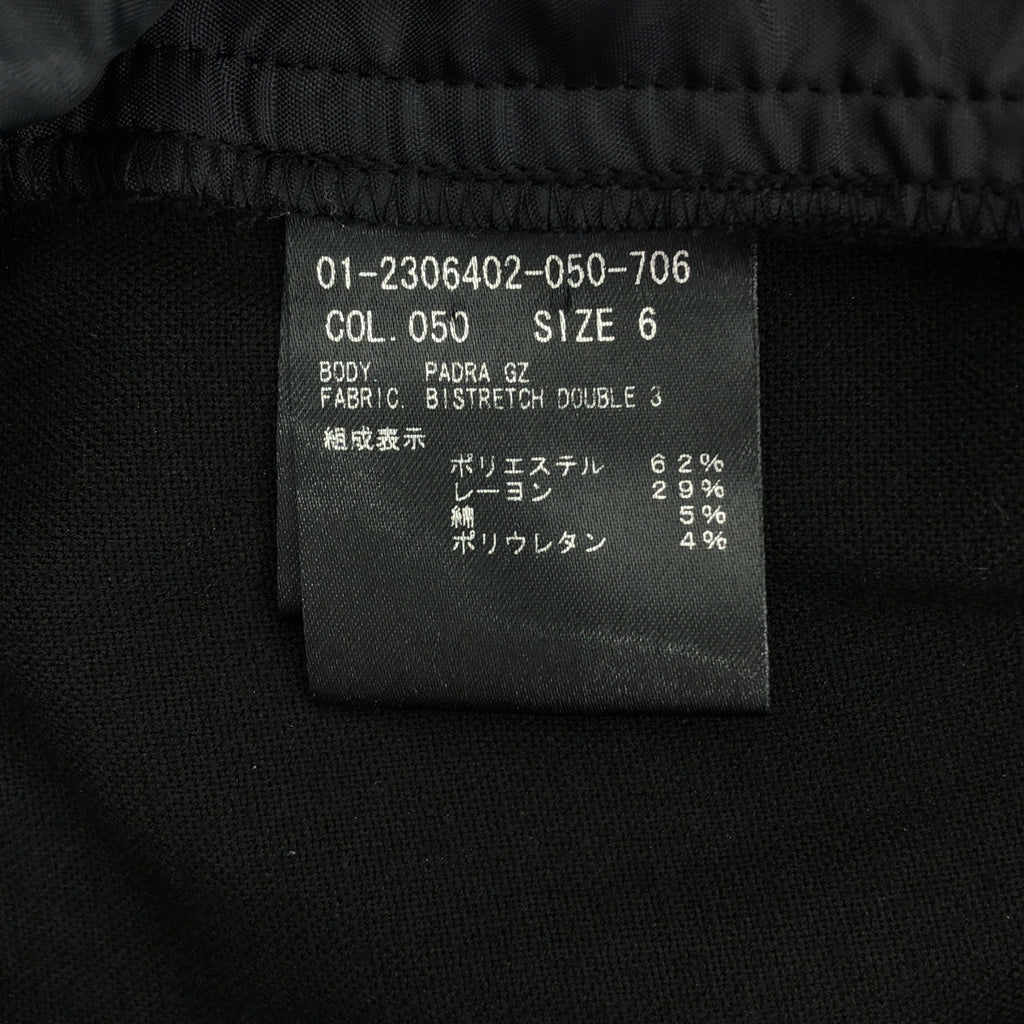 01-2306402-050-706
COL. 050 SIZE 6
BODY. PADRA GZ
FABRIC. BISTRETCH DOUBLE 3
組成表示
ポリエステル 62%
レーヨン 29%
綿 5%
ポリウレタン 4%